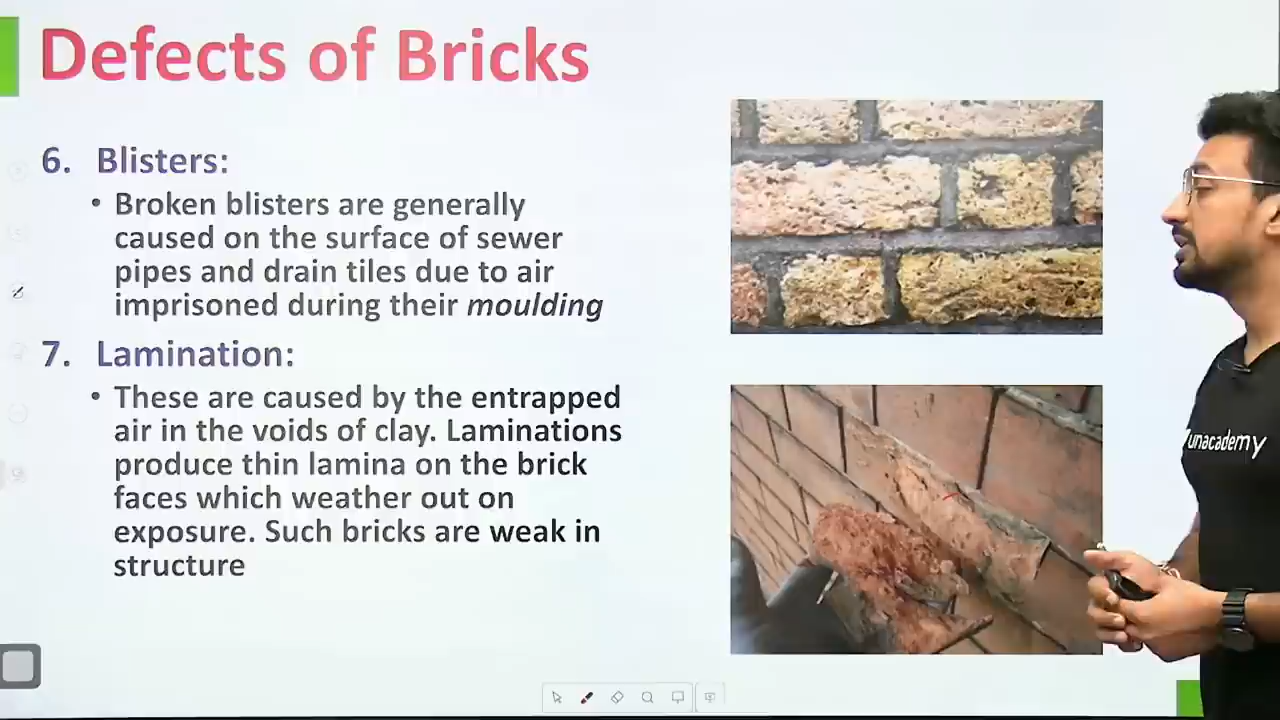 Defects of Bricks
6. Blisters:
• Broken blisters are generally
caused on the surface of sewer
pipes and drain tiles due to air
imprisoned during their moulding
7. Lamination:
• These are caused by the entrapped
air in the voids of clay. Laminations
produce thin lamina on the brick
faces which weather out on
exposure. Such bricks are weak in
structure
unacademy